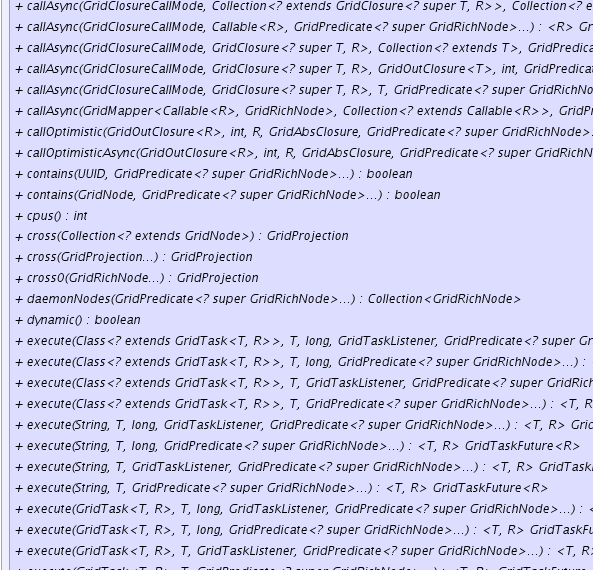 + callAsync(GridClosureCallMode, Collection<? extends GridClosure<? super T, R>>, Collection<? e
+ callAsync(GridClosureCallMode, Callable<R>, GridPredicate<? super GridRichNode>...) : <R> Gr
+ callAsync(GridClosureCallMode, GridClosure<? super T, R>, Collection<? extends T>, GridPredica
+ callAsync(GridClosureCallMode, GridClosure<? super T, R>, GridOutClosure<T>, int, GridPredicat
+ callAsync(GridClosureCallMode, GridClosure<? super T, R>, T, GridPredicate<? super GridRichNo
+ callAsync(GridMapper<Callable<R>, GridRichNode>, Collection<? extends Callable<R>>, GridPr
+ callOptimistic(GridOutClosure<R>, int, R, GridAbsClosure, GridPredicate<? super GridRichNode>.
+ callOptimisticAsync(GridOutClosure<R>, int, R, GridAbsClosure, GridPredicate<? super GridRichN
+ contains(UUID, GridPredicate<? super GridRichNode>...) : boolean
+ contains(GridNode, GridPredicate<? super GridRichNode>...) : boolean
+ cpus() : int
+ cross(Collection<? extends GridNode>) : GridProjection
+ cross(GridProjection...) : GridProjection
+ cross0(GridRichNode...) : GridProjection
+ daemonNodes(GridPredicate<? super GridRichNode>...) : Collection<GridRichNode>
+ dynamic() : boolean
+ execute(Class<? extends GridTask<T, R>>, T, long, GridTaskListener, GridPredicate<? super Gr
+ execute(Class<? extends GridTask<T, R>>, T, long, GridPredicate<? super GridRichNode>...) :
+ execute(Class<? extends GridTask<T, R>>, T, GridTaskListener, GridPredicate<? super GridRich
+ execute(Class<? extends GridTask<T, R>>, T, GridPredicate<? super GridRichNode>...) : <T, R
+ execute(String, T, long, GridTaskListener, GridPredicate<? super GridRichNode>...) : <T, R> Grid
+ execute(String, T, long, GridPredicate<? super GridRichNode>...) : <T, R> GridTaskFuture<R>
+ execute(String, T, GridTaskListener, GridPredicate<? super GridRichNode>...) : <T, R> GridTaskF
+ execute(String, T, GridPredicate<? super GridRichNode>...) : <T, R> GridTaskFuture<R>
+ execute(GridTask<T, R>, T, long, GridTaskListener, GridPredicate<? super GridRichNode>...) : <
+ execute(GridTask<T, R>, T, long, GridPredicate<? super GridRichNode>...) : <T, R> GridTaskFu
+ execute(GridTask<T, R>, T, GridTaskListener, GridPredicate<? super GridRichNode>...) : <T, R>
+ execute(GridTask<T, R>, T, GridPredicate<? super GridRichNode>...) : <T, R> GridTaskFuture